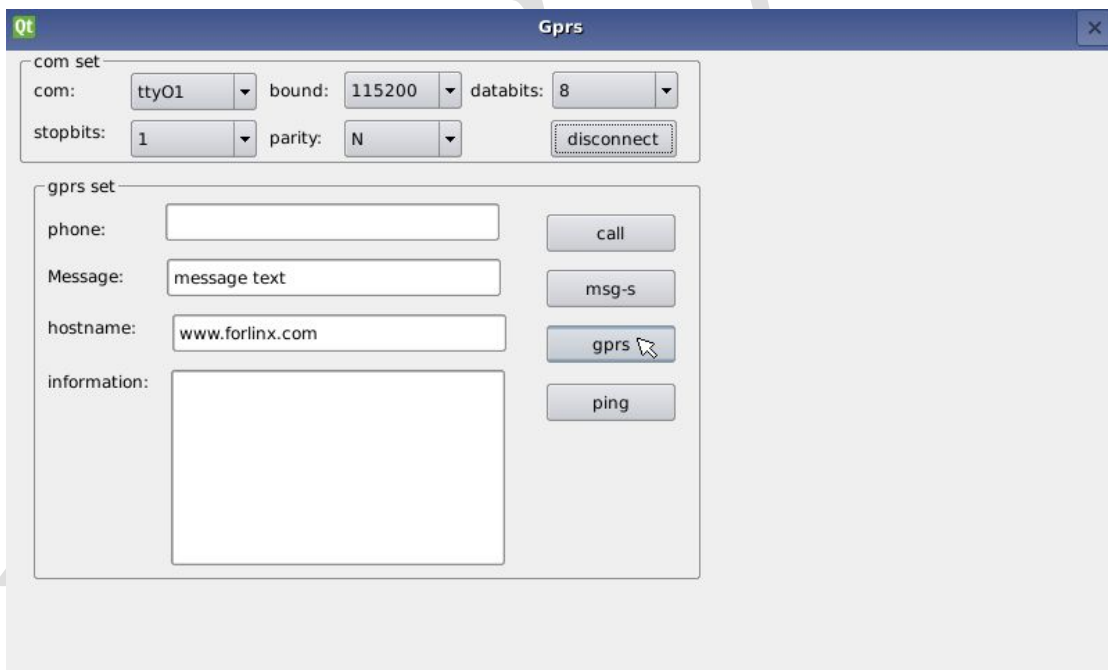 Qt Gprs
com set
com: ttyO1 bound: 115200 databits: 8
stopbits: 1 parity: N disconnect
gprs set
phone: call
Message: message text msg-s
hostname: www.forlinx.com gprs
information: ping